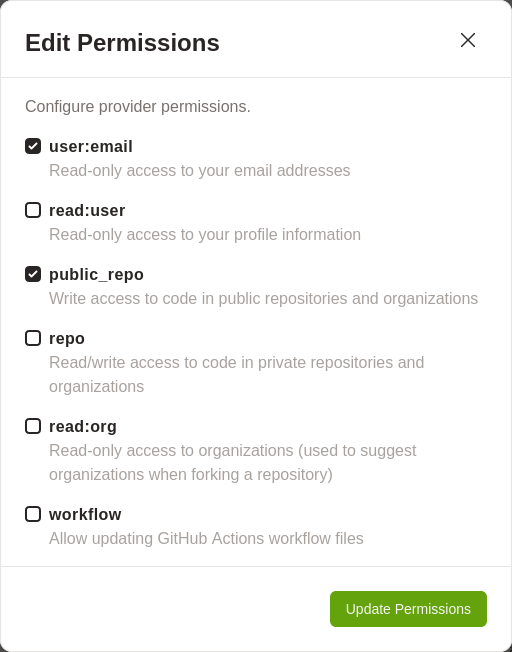 Edit Permissions
Configure provider permissions.
user:email
Read-only access to your email addresses
read:user
Read-only access to your profile information
public_repo
Write access to code in public repositories and organizations
repo
Read/write access to code in private repositories and
organizations
read:org
Read-only access to organizations (used to suggest
organizations when forking a repository)
workflow
Allow updating GitHub Actions workflow files
Update Permissions